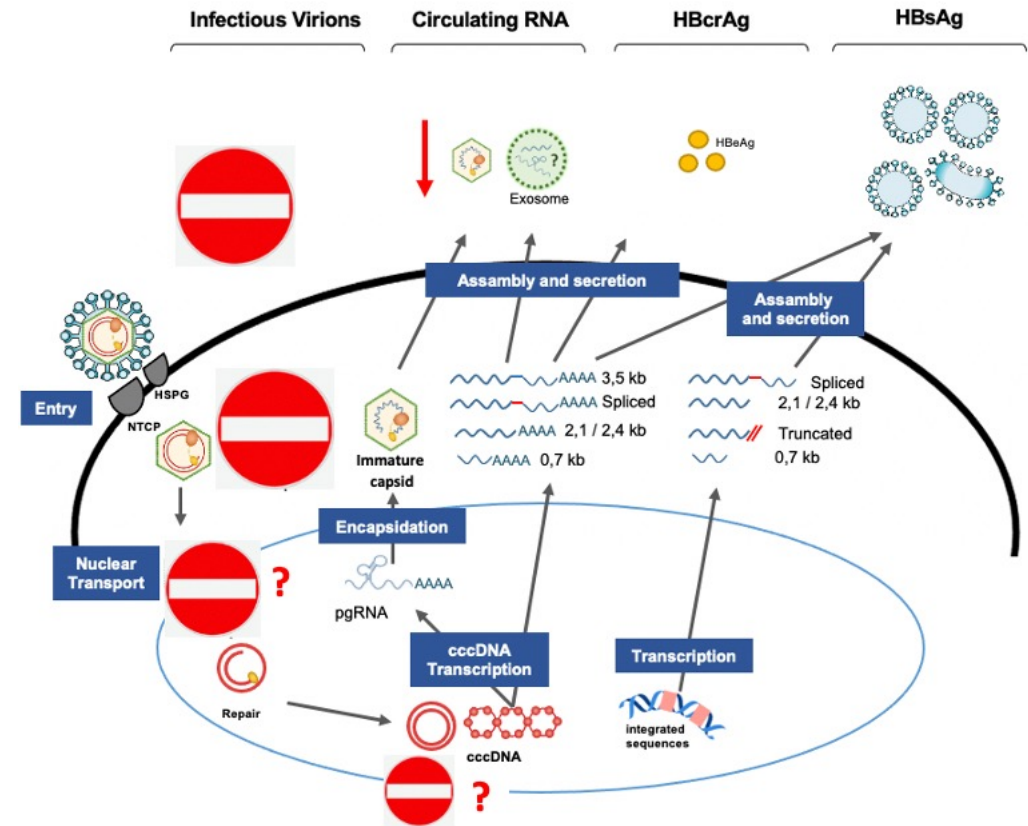 Infectious Virions
Circulating RNA
HBcrAg
HBsAg
HBeAg
?
Exosome
Assembly and secretion
Assembly
and secretion
HSPG
Entry
NTCP
AAAA 3,5 kb
AAAA Spliced
AAAA 2,1 / 2,4 kb
AAAA 0,7 kb
Spliced
2,1 / 2,4 kb
Truncated
0,7 kb
Immature
capsid
Encapsidation
Nuclear
Transport
?
AAAA
pgRNA
cccDNA
Transcription
Transcription
Repair
integrated
sequences
cccDNA
?